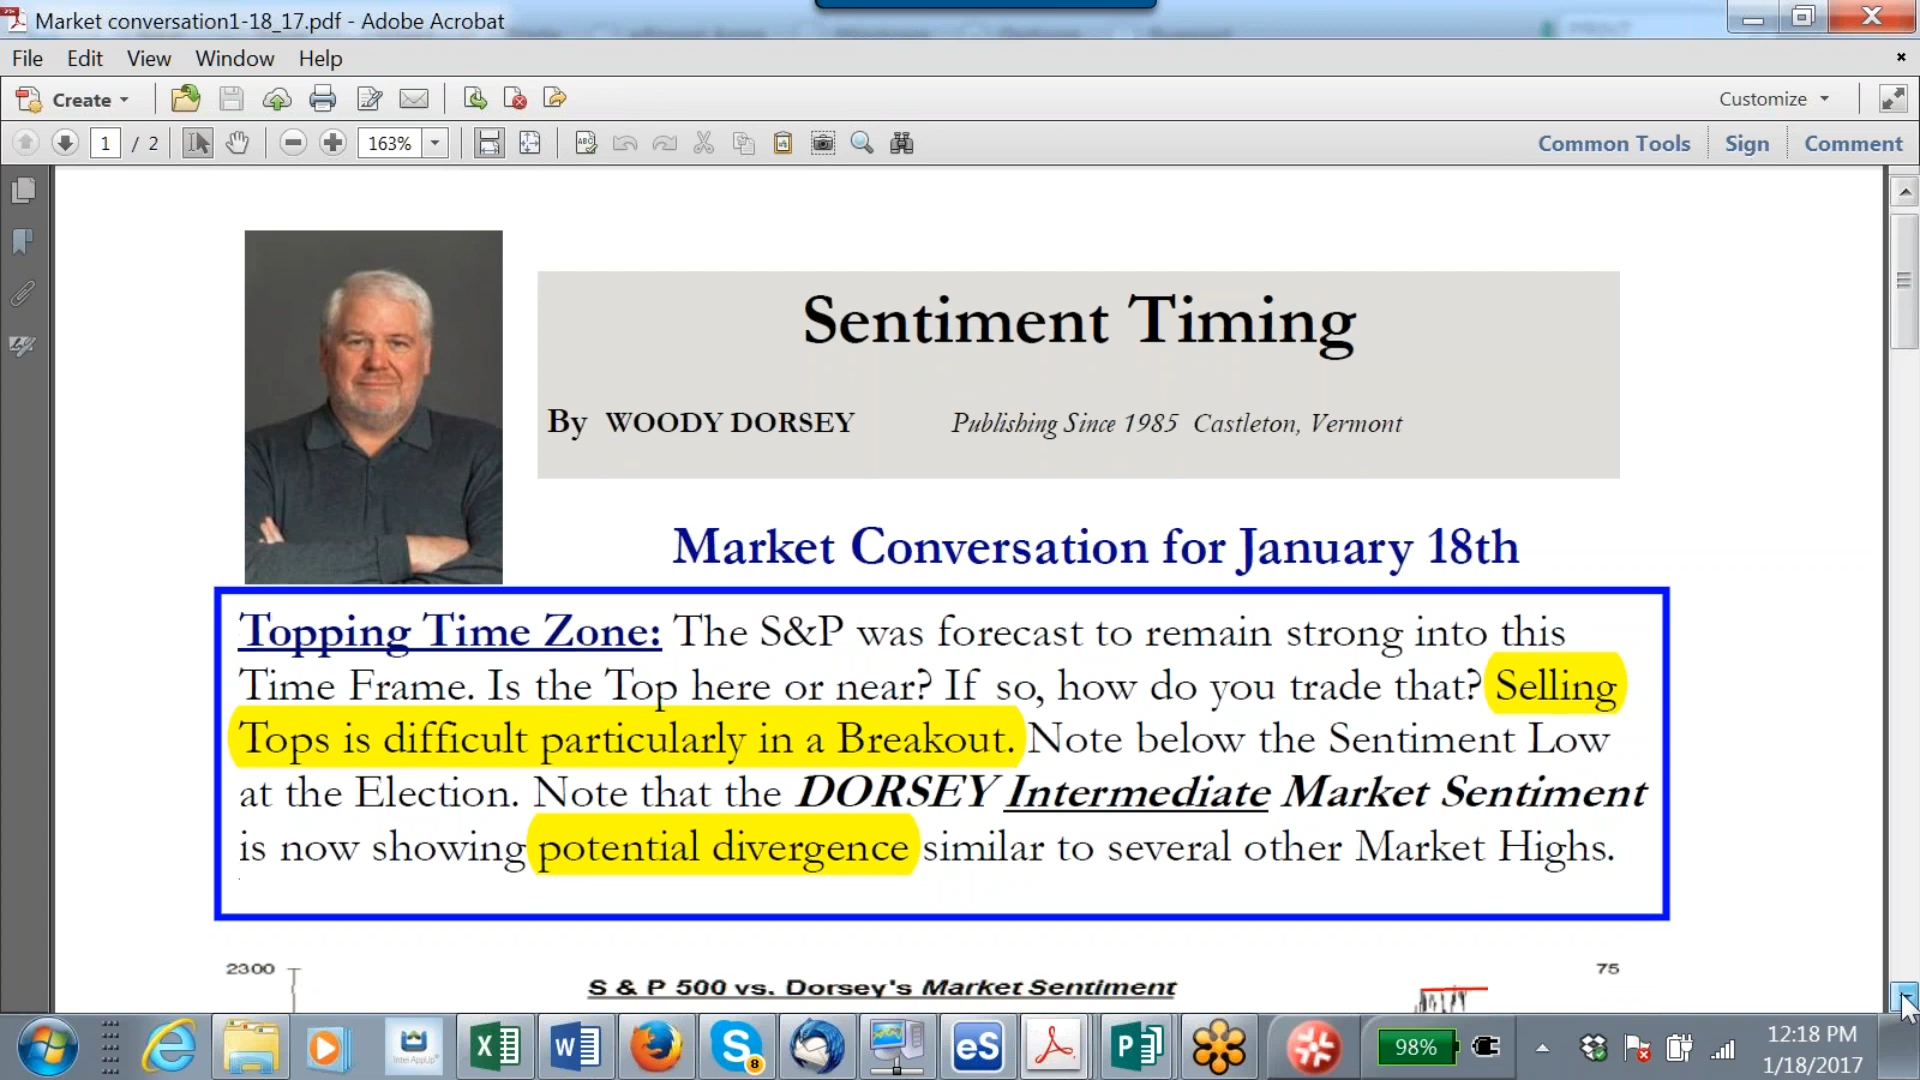 Market conversation1-18_17.pdf - Adobe Acrobat
File Edit View Window Help
Create
Customize
1 / 2
163%
Common Tools
Sign
Comment
Sentiment Timing
By WOODY DORSEY
Publishing Since 1985 Castleton, Vermont
Market Conversation for January 18th
Topping Time Zone: The S&P was forecast to remain strong into this
Time Frame. Is the Top here or near? If so, how do you trade that? Selling
Tops is difficult particularly in a Breakout. Note below the Sentiment Low
at the Election. Note that the DORSEY Intermediate Market Sentiment
is now showing potential divergence similar to several other Market Highs.
2300
S & P 500 vs. Dorsey's Market Sentiment
75
Intel AppUp
X
W
S
8
eS
P
98%
12:18 PM
1/18/2017